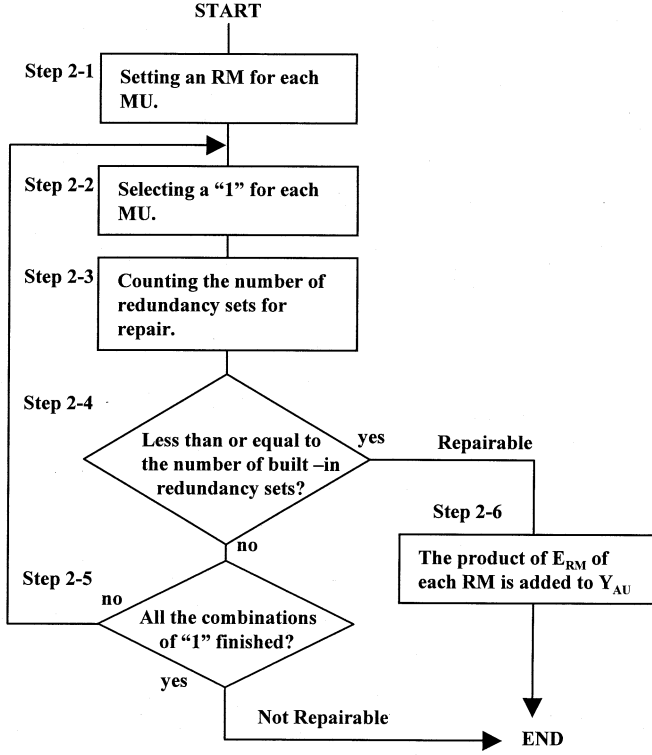 START
Step 2-1
Setting an RM for each
MU.
Step 2-2
Selecting a “1” for each
MU.
Step 2-3
Counting the number of
redundancy sets for
repair.
Step 2-4
Less than or equal to
the number of built –in
redundancy sets?
yes
Repairable
Step 2-6
The product of E_RM of
each RM is added to Y_AU
no
Step 2-5
no
All the combinations
of “1” finished?
yes
Not Repairable
END